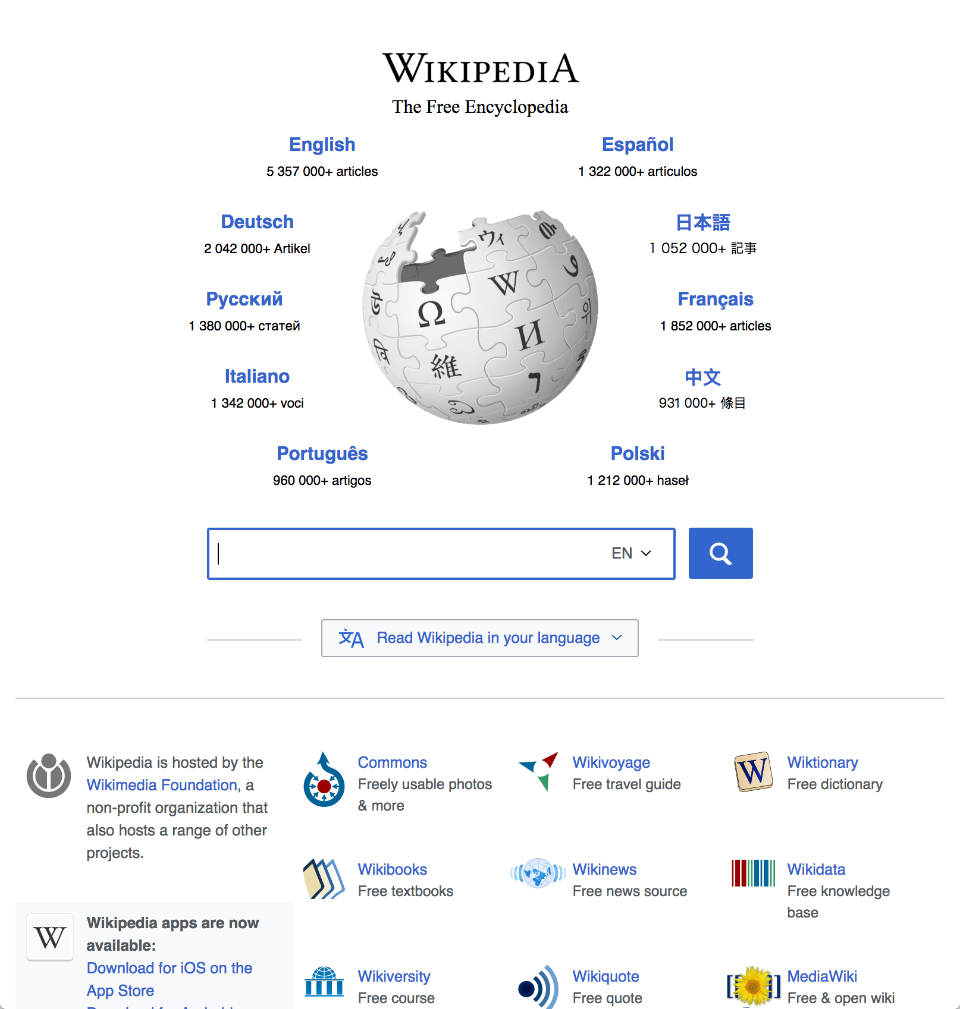 WIKIPEDIA
The Free Encyclopedia
English
5 357 000+ articles
Español
1 322 000+ artículos
Deutsch
2 042 000+ Artikel
日本語
1 052 000+ 記事
Русский
1 380 000+ статей
Français
1 852 000+ articles
Italiano
1 342 000+ voci
中文
931 000+ 條目
Português
960 000+ artigos
Polski
1 212 000+ haseł
ウィ
W
Ω
И
維
EN
文A Read Wikipedia in your language
Wikipedia is hosted by the
Wikimedia Foundation, a
non-profit organization that
also hosts a range of other
projects.
W
Wikipedia apps are now
available:
Download for iOS on the
App Store
Commons
Freely usable photos
& more
Wikivoyage
Free travel guide
W
Wiktionary
Free dictionary
Wikibooks
Free textbooks
Wikinews
Free news source
Wikidata
Free knowledge
base
Wikiversity
Free course
Wikiquote
Free quote
MediaWiki
Free & open wiki